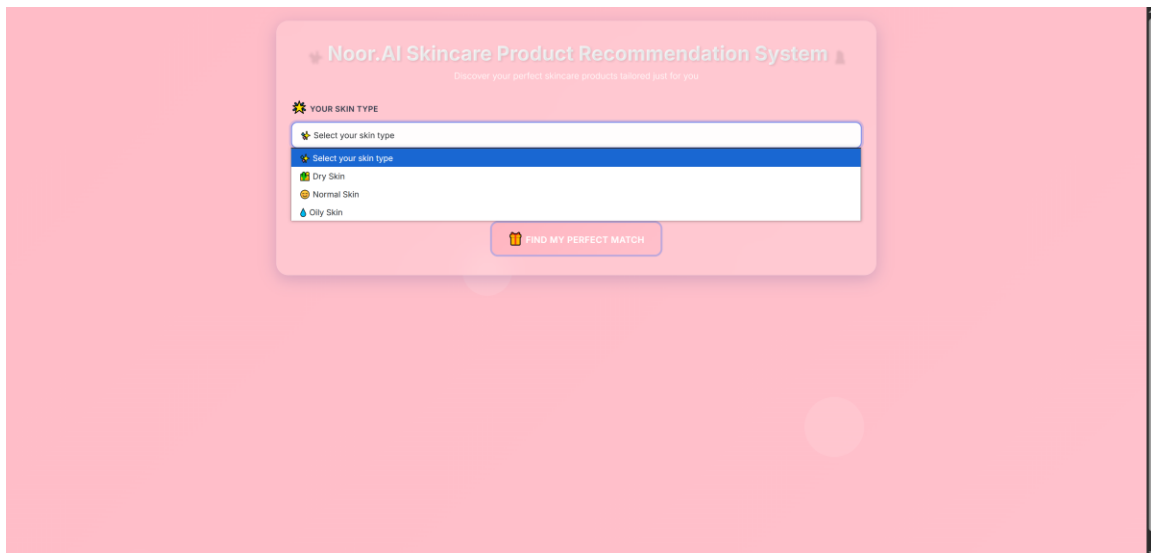 Noor.AI Skincare Product Recommendation System
Discover your perfect skincare products tailored just for you
YOUR SKIN TYPE
Select your skin type
Select your skin type
Dry Skin
Normal Skin
Oily Skin
FIND MY PERFECT MATCH